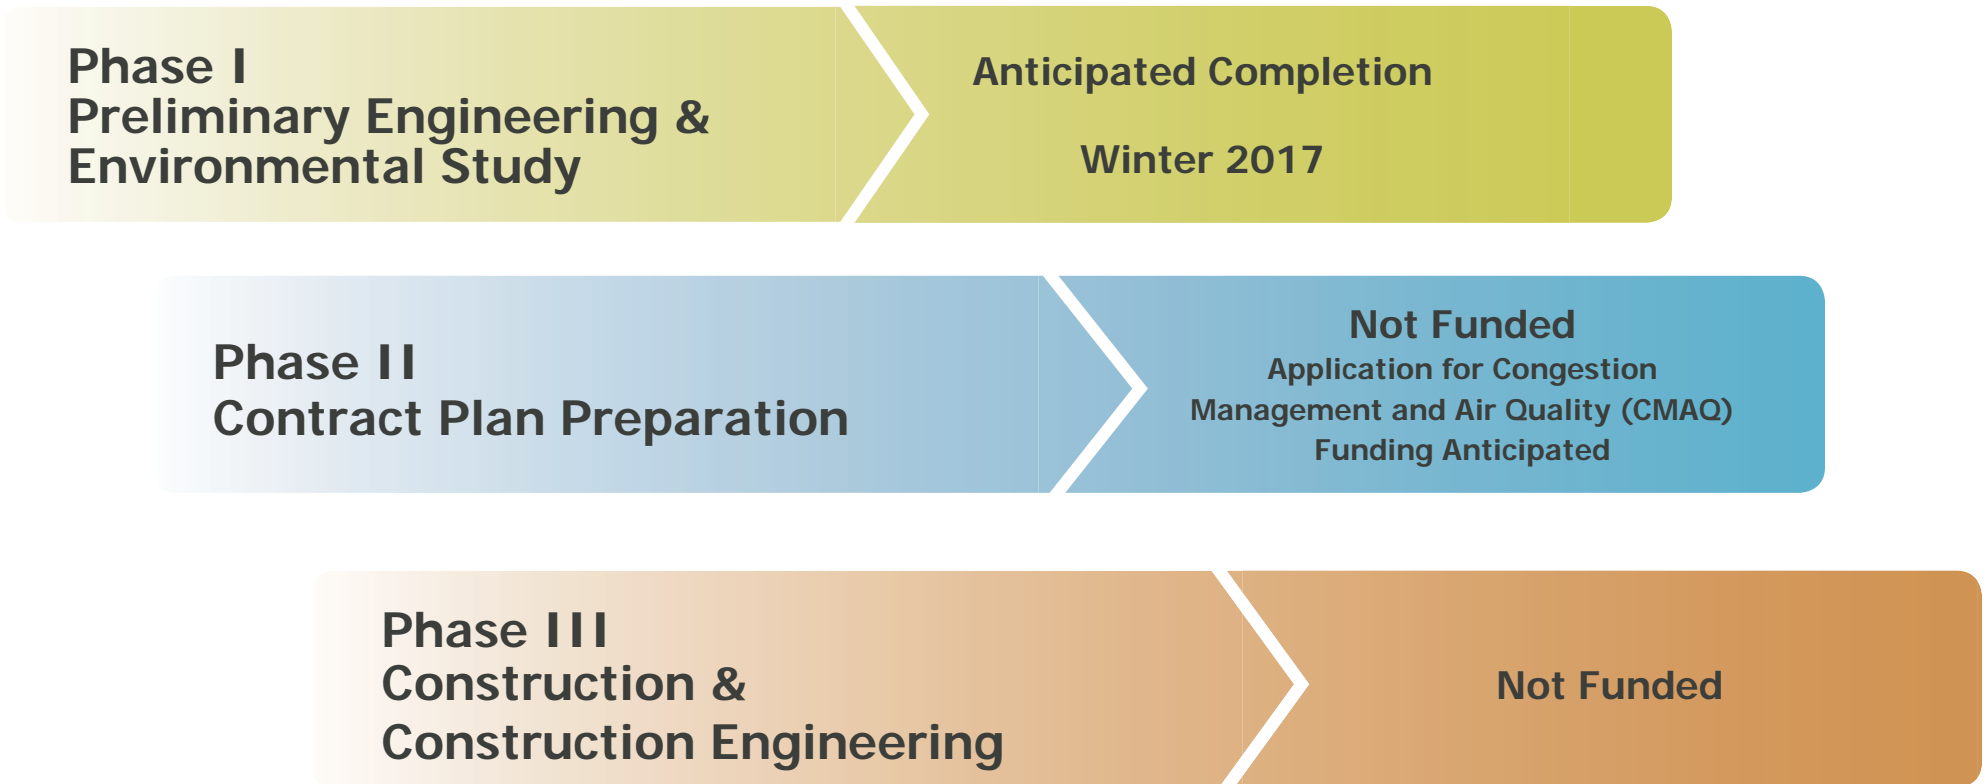 Phase I
Preliminary Engineering &
Environmental Study
Anticipated Completion
Winter 2017
Phase II
Contract Plan Preparation
Not Funded
Application for Congestion
Management and Air Quality (CMAQ)
Funding Anticipated
Phase III
Construction &
Construction Engineering
Not Funded